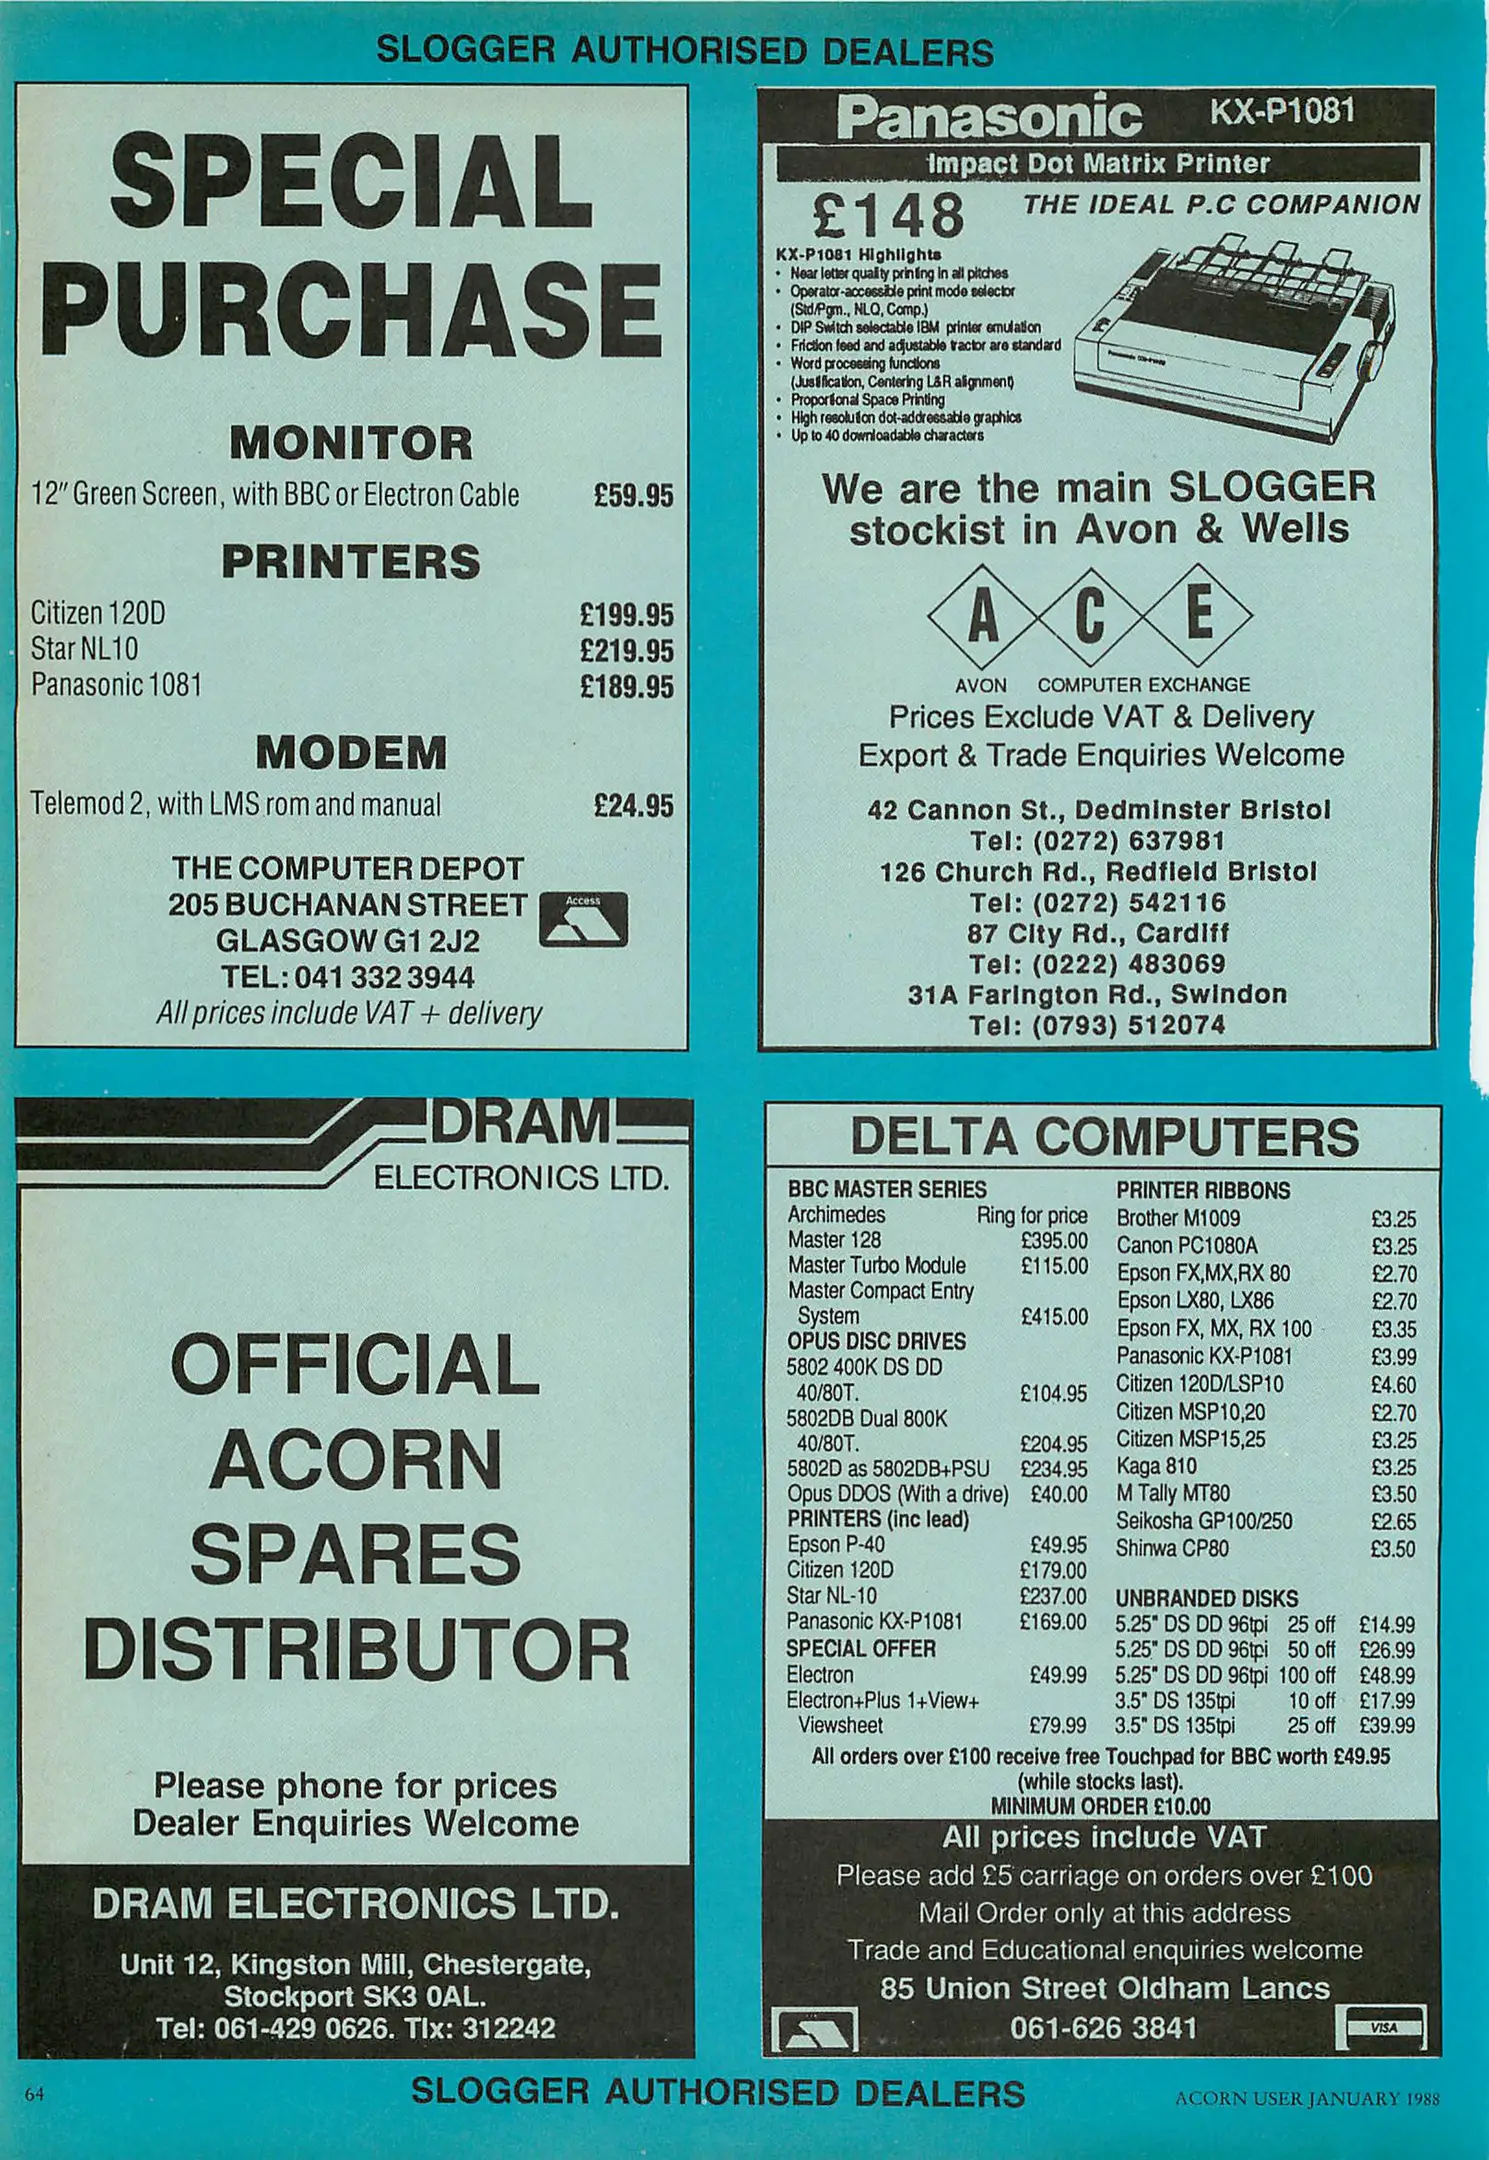 SLOGGER AUTHORISED DEALERS
SPECIAL
PURCHASE
MONITOR
12" Green Screen, with BBC or Electron Cable £59.95
PRINTERS
Citizen 120D £199.95
Star NL10 £219.95
Panasonic 1081 £189.95
MODEM
Telemod 2, with LMS rom and manual £24.95
THE COMPUTER DEPOT
205 BUCHANAN STREET
GLASGOW G1 2J2
TEL: 041 332 3944
All prices include VAT + delivery
Access
Panasonic KX-P1081
Impact Dot Matrix Printer
£148 THE IDEAL P.C COMPANION
KX-P1081 Highlights
• Near letter quality printing in all pitches
• Operator-accessible print mode selector
(Std/Pgm., NLQ, Comp.)
• DIP Switch selectable IBM printer emulation
• Friction feed and adjustable tractor are standard
• Word processing functions
(Justification, Centering L&R alignment)
• Proportional Space Printing
• High resolution dot-addressable graphics
• Up to 40 downloadable characters
We are the main SLOGGER
stockist in Avon & Wells
A C E
AVON COMPUTER EXCHANGE
Prices Exclude VAT & Delivery
Export & Trade Enquiries Welcome
42 Cannon St., Dedminster Bristol
Tel: (0272) 637981
126 Church Rd., Redfield Bristol
Tel: (0272) 542116
87 City Rd., Cardiff
Tel: (0222) 483069
31A Farington Rd., Swindon
Tel: (0793) 512074
DRAM
ELECTRONICS LTD.
OFFICIAL
ACORN
SPARES
DISTRIBUTOR
Please phone for prices
Dealer Enquiries Welcome
DRAM ELECTRONICS LTD.
Unit 12, Kingston Mill, Chestergate,
Stockport SK3 0AL.
Tel: 061-429 0626. Tlx: 312242
DELTA COMPUTERS
BBC MASTER SERIES
Archimedes Ring for price
Master 128 £395.00
Master Turbo Module £115.00
Master Compact Entry
System £415.00
OPUS DISC DRIVES
5802 400K DS DD
40/80T. £104.95
5802DB Dual 800K
40/80T. £204.95
5802D as 5802DB+PSU £234.95
Opus DDOS (With a drive) £40.00
PRINTERS (inc lead)
Epson P-40 £49.95
Citizen 120D £179.00
Star NL-10 £237.00
Panasonic KX-P1081 £169.00
SPECIAL OFFER
Electron £49.99
Electron+Plus 1+View+
Viewsheet £79.99
PRINTER RIBBONS
Brother M1009 £3.25
Canon PC1080A £3.25
Epson FX,MX,RX 80 £2.70
Epson LX80, LX86 £2.70
Epson FX, MX, RX 100 £3.35
Panasonic KX-P1081 £3.99
Citizen 120D/LSP10 £4.60
Citizen MSP10,20 £2.70
Citizen MSP15,25 £3.25
Kaga 810 £3.25
M Tally MT80 £3.50
Seikosha GP100/250 £2.65
Shinwa CP80 £3.50
UNBRANDED DISKS
5.25" DS DD 96tpi 25 off £14.99
5.25" DS DD 96tpi 50 off £26.99
5.25" DS DD 96tpi 100 off £48.99
3.5" DS 135tpi 10 off £17.99
3.5" DS 135tpi 25 off £39.99
All orders over £100 receive free Touchpad for BBC worth £49.95
(while stocks last).
MINIMUM ORDER £10.00
All prices include VAT
Please add £5 carriage on orders over £100
Mail Order only at this address
Trade and Educational enquiries welcome
85 Union Street Oldham Lancs
061-626 3841
VISA
64
SLOGGER AUTHORISED DEALERS
ACORN USER JANUARY 1988